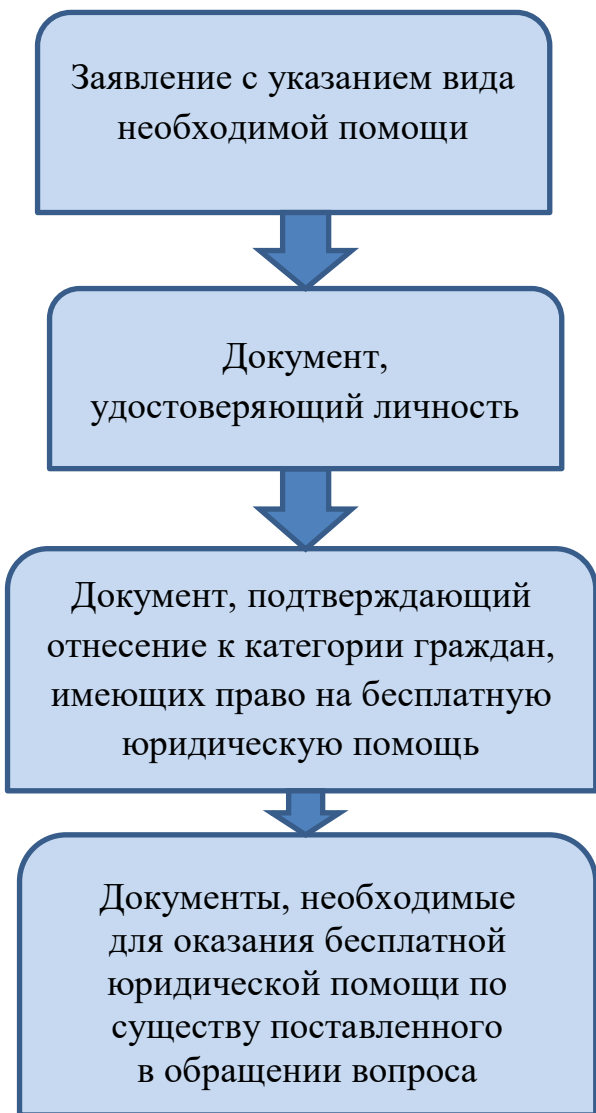 Заявление с указанием вида
необходимой помощи
Документ,
удостоверяющий личность
Документ, подтверждающий
отнесение к категории граждан,
имеющих право на бесплатную
юридическую помощь
Документы, необходимые
для оказания бесплатной
юридической помощи по
существу поставленного
в обращении вопроса